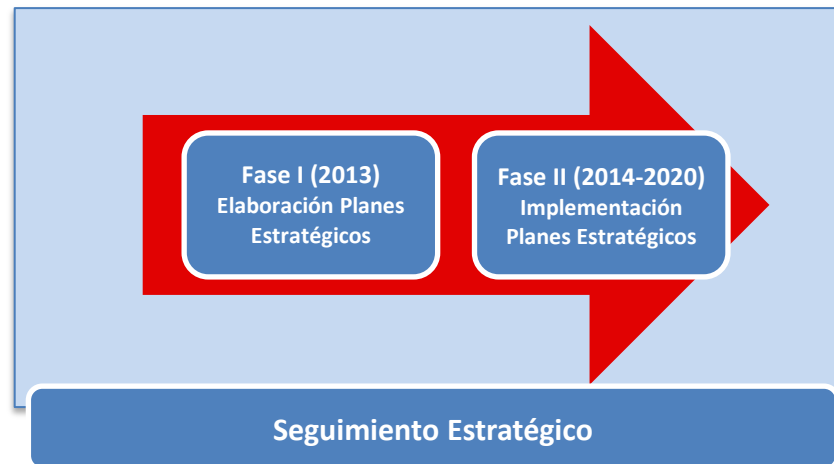 Fase I (2013)
Elaboración Planes
Estratégicos
Fase II (2014-2020)
Implementación
Planes Estratégicos
Seguimiento Estratégico